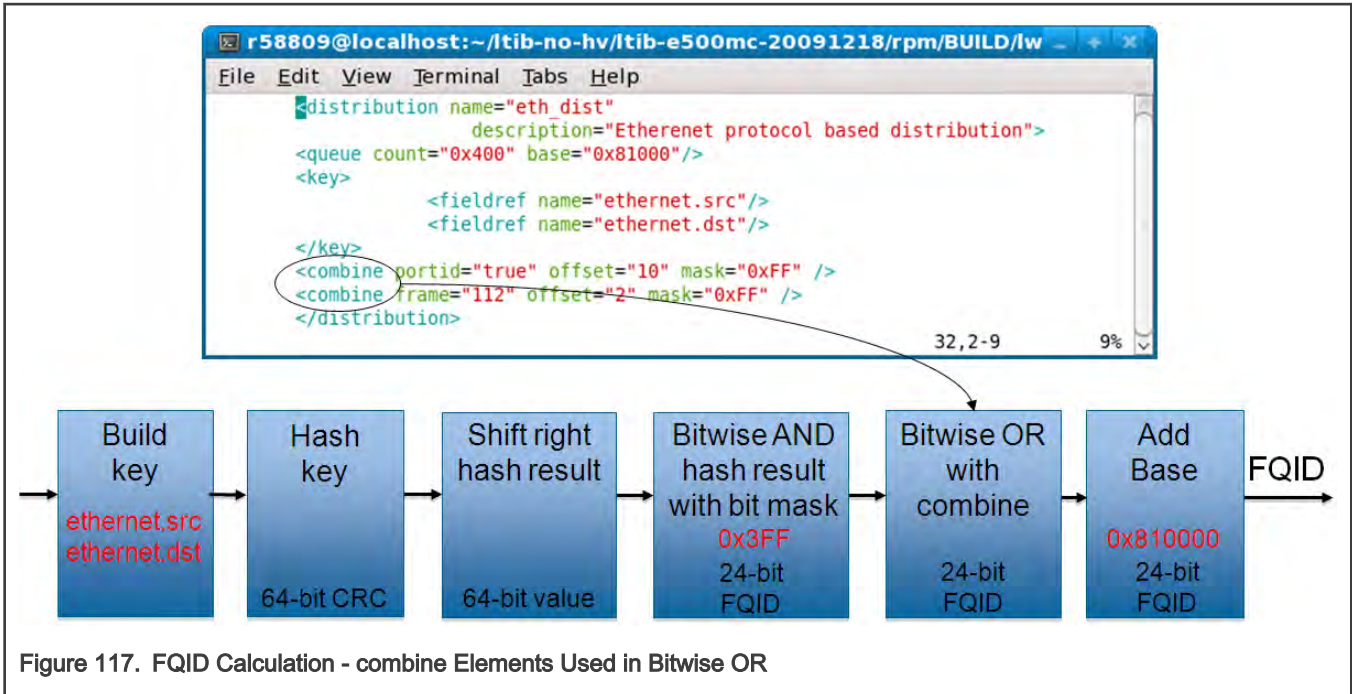 r58809@localhost:~/ltib-no-hv/ltib-e500mc-20091218/rpm/BUILD/lw
File Edit View Terminal Tabs Help
<distribution name="eth_dist"
description="Etherenet protocol based distribution">
<queue count="0x400" base="0x81000"/>
<key>
<fieldref name="ethernet.src"/>
<fieldref name="ethernet.dst"/>
</key>
<combine portid="true" offset="10" mask="0xFF" />
<combine frame="112" offset="2" mask="0xFF" />
</distribution>
32,2-9 9%
Build
key
ethernet.src
ethernet.dst
Hash
key
64-bit CRC
Shift right
hash result
64-bit value
Bitwise AND
hash result
with bit mask
0x3FF
24-bit
FQID
Bitwise OR
with
combine
24-bit
FQID
Add
Base
0x810000
24-bit
FQID
FQID
Figure 117. FQID Calculation - combine Elements Used in Bitwise OR